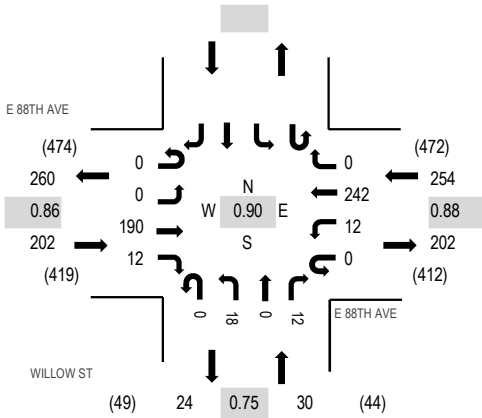 E 88TH AVE
(474) (472)
260 0 0 254
0 N 242
0.86 W 0.90 E 0.88
190 12
202 S 202
12 0
(419) (412)
0 18 0 12
E 88TH AVE
WILLOW ST
(49) 24 0.75 30 (44)